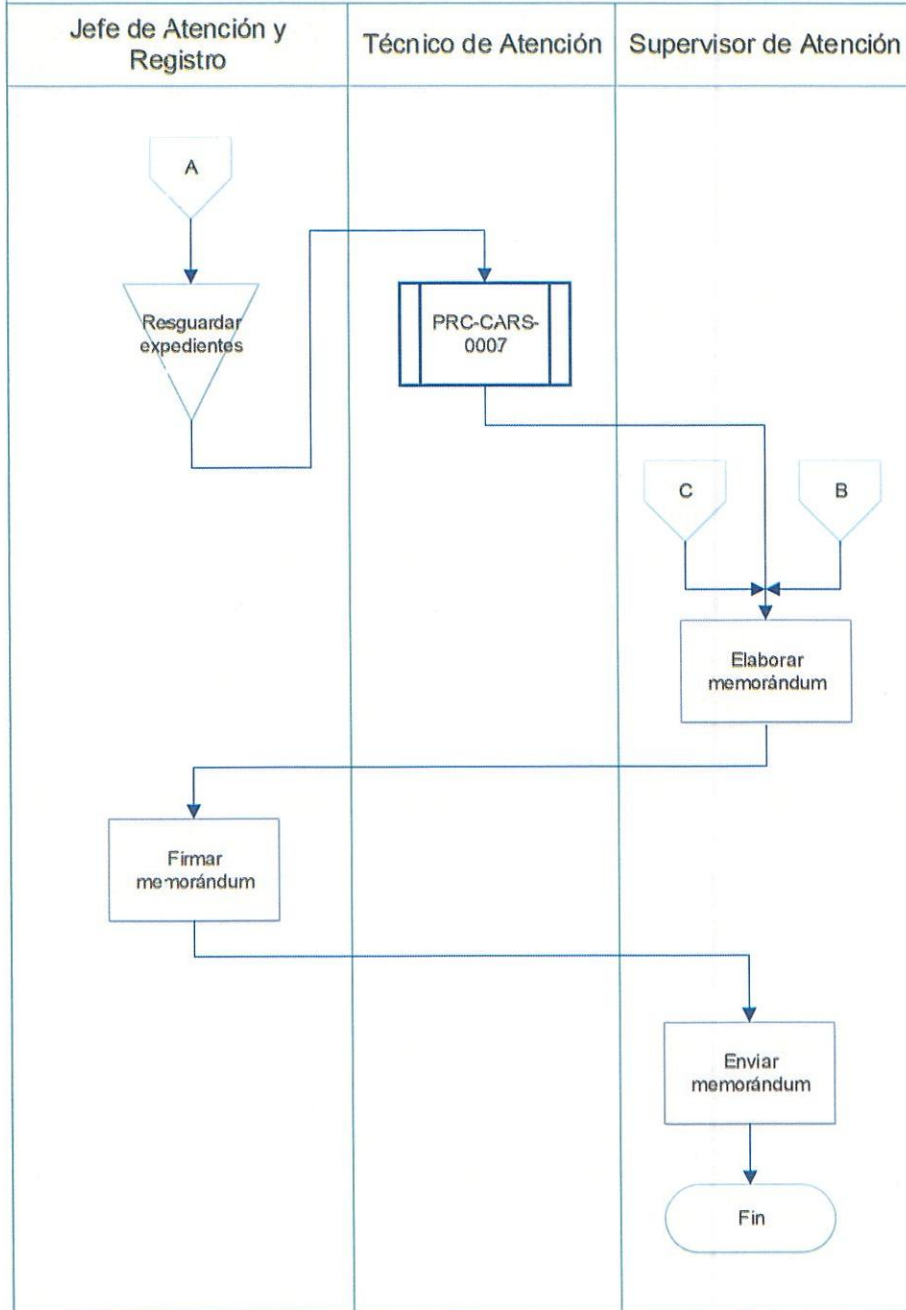 Jefe de Atención y
Registro
Técnico de Atención
Supervisor de Atención
A
Resguardar
expedientes
PRC-CARS-
0007
C
B
Elaborar
memorándum
Firmar
memorándum
Enviar
memorándum
Fin